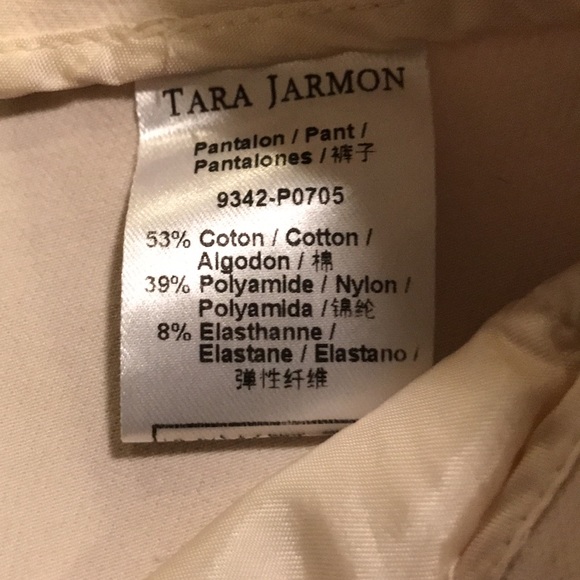 TARA JARMON
Pantalon / Pant /
Pantalones / 裤子
9342-P0705
53% Coton / Cotton /
Algodon / 棉
39% Polyamide / Nylon /
Polyamida / 锦纶
8% Elasthanne /
Elastane / Elastano /
弹性纤维